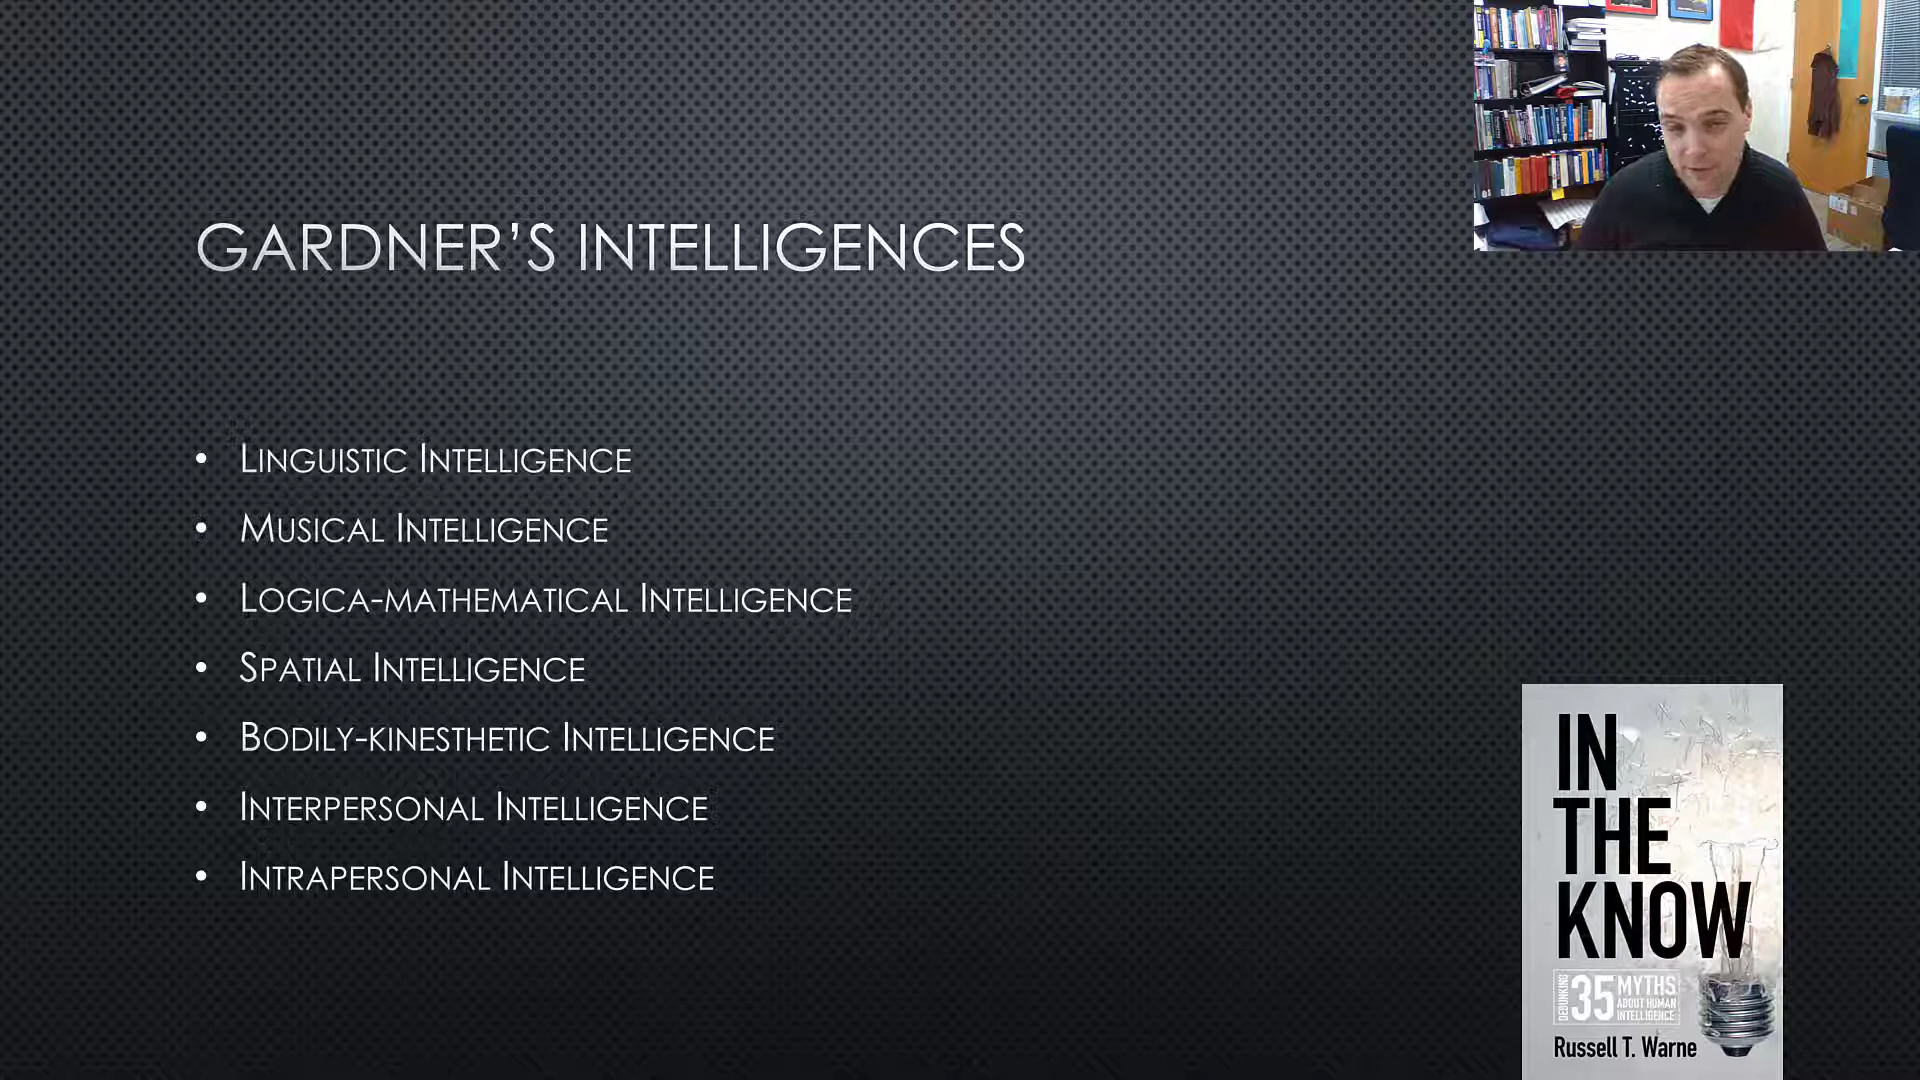 GARDNER’S INTELLIGENCES
• LINGUISTIC INTELLIGENCE
• MUSICAL INTELLIGENCE
• LOGICA-MATHEMATICAL INTELLIGENCE
• SPATIAL INTELLIGENCE
• BODILY-KINESTHETIC INTELLIGENCE
• INTERPERSONAL INTELLIGENCE
• INTRAPERSONAL INTELLIGENCE
IN
THE
KNOW
DEBUNKING
35
MYTHS
ABOUT HUMAN
INTELLIGENCE
Russell T. Warne